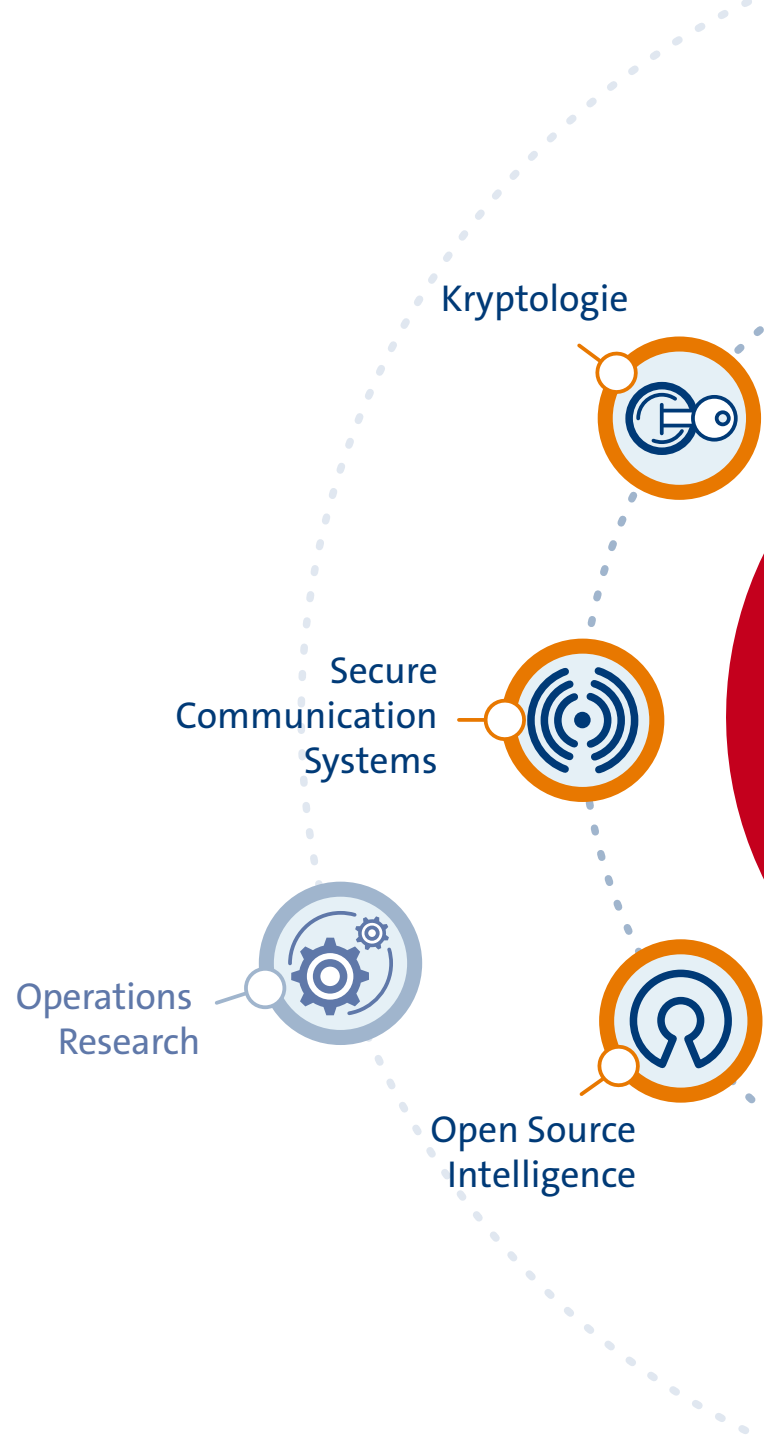 Kryptologie
Secure
Communication
Systems
Operations
Research
Open Source
Intelligence